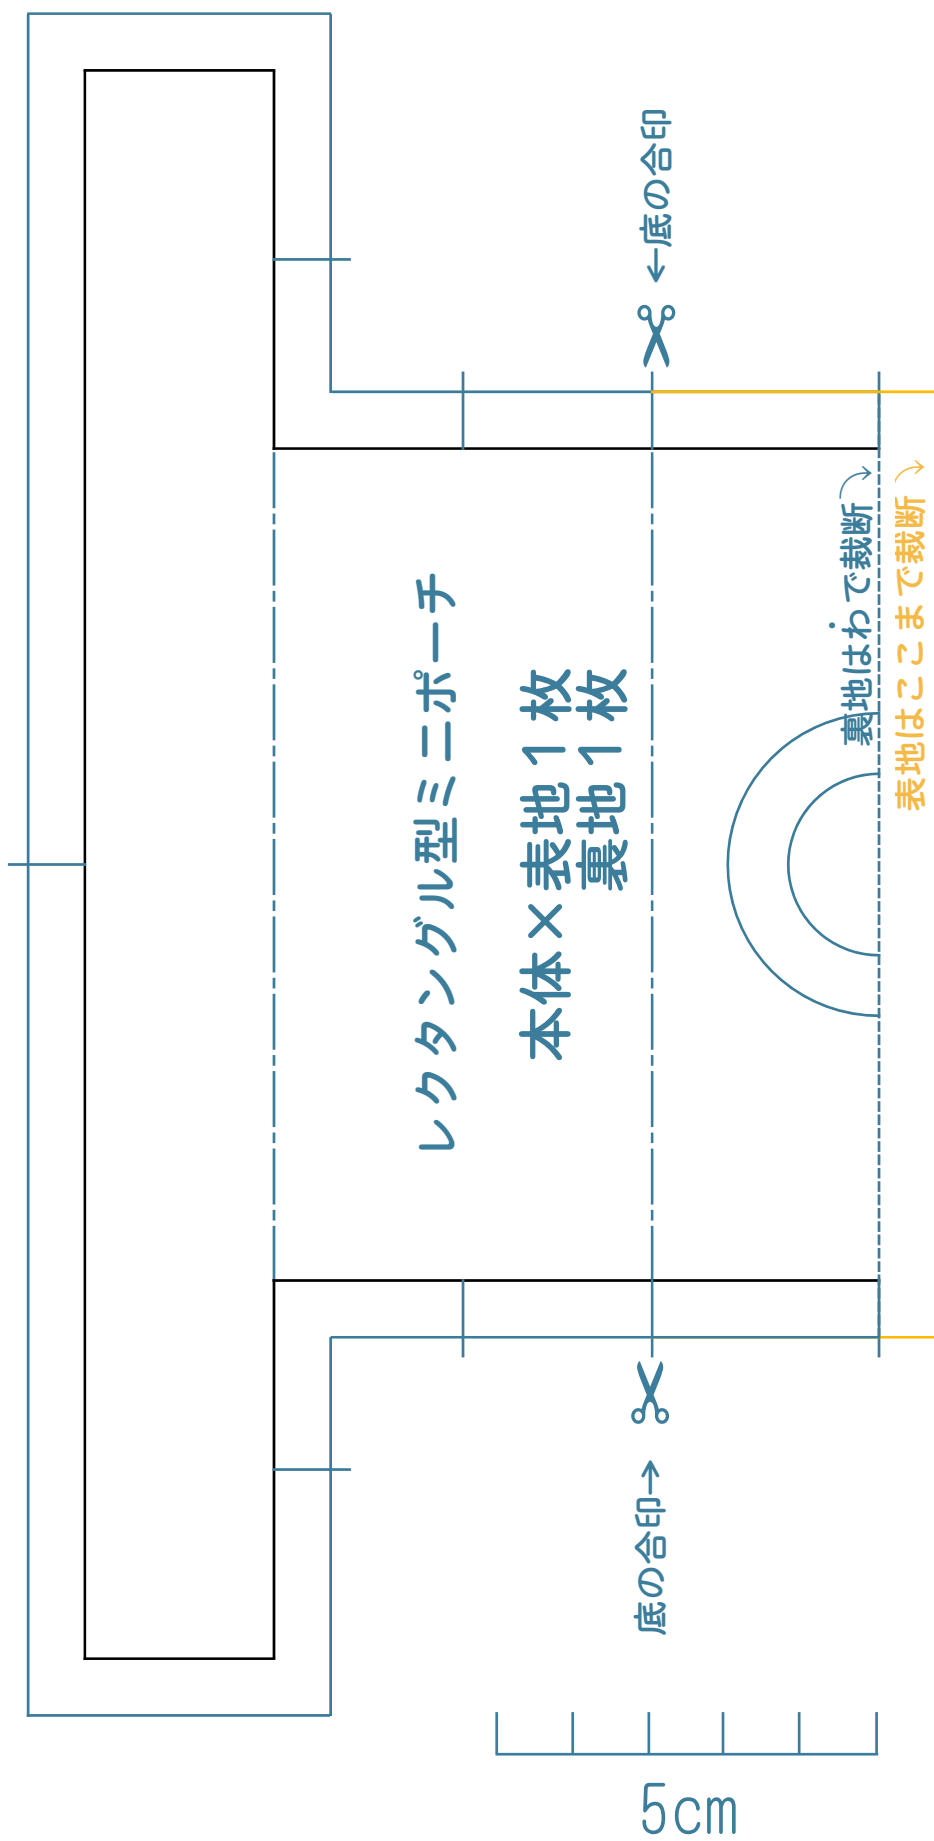 レクタングル型ミニポーチ
本体×表地1枚
裏地1枚
←底の合印
底の合印→
裏地はわで裁断
表地はここまで裁断
5cm